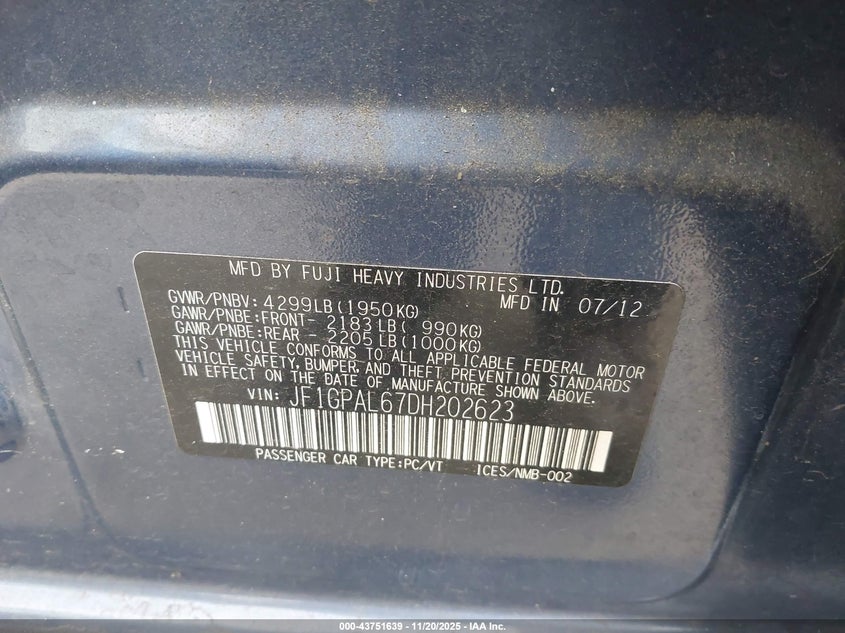 MFD BY FUJI HEAVY INDUSTRIES LTD.
GVWR/PNBV: 4299LB (1950KG) MFD IN 07/12
GAWR/PNBE:FRONT- 2183LB ( 990KG)
GAWR/PNBE:REAR - 2205LB (1000KG)
THIS VEHICLE CONFORMS TO ALL APPLICABLE FEDERAL MOTOR
VEHICLE SAFETY, BUMPER, AND THEFT PREVENTION STANDARDS
IN EFFECT ON THE DATE OF MANUFACTURE SHOWN ABOVE.
VIN: JF1GPAL67DH202623
PASSENGER CAR TYPE:PC/VT ICES/NMB-002
000-43751639 - 11/20/2025 - IAA Inc.